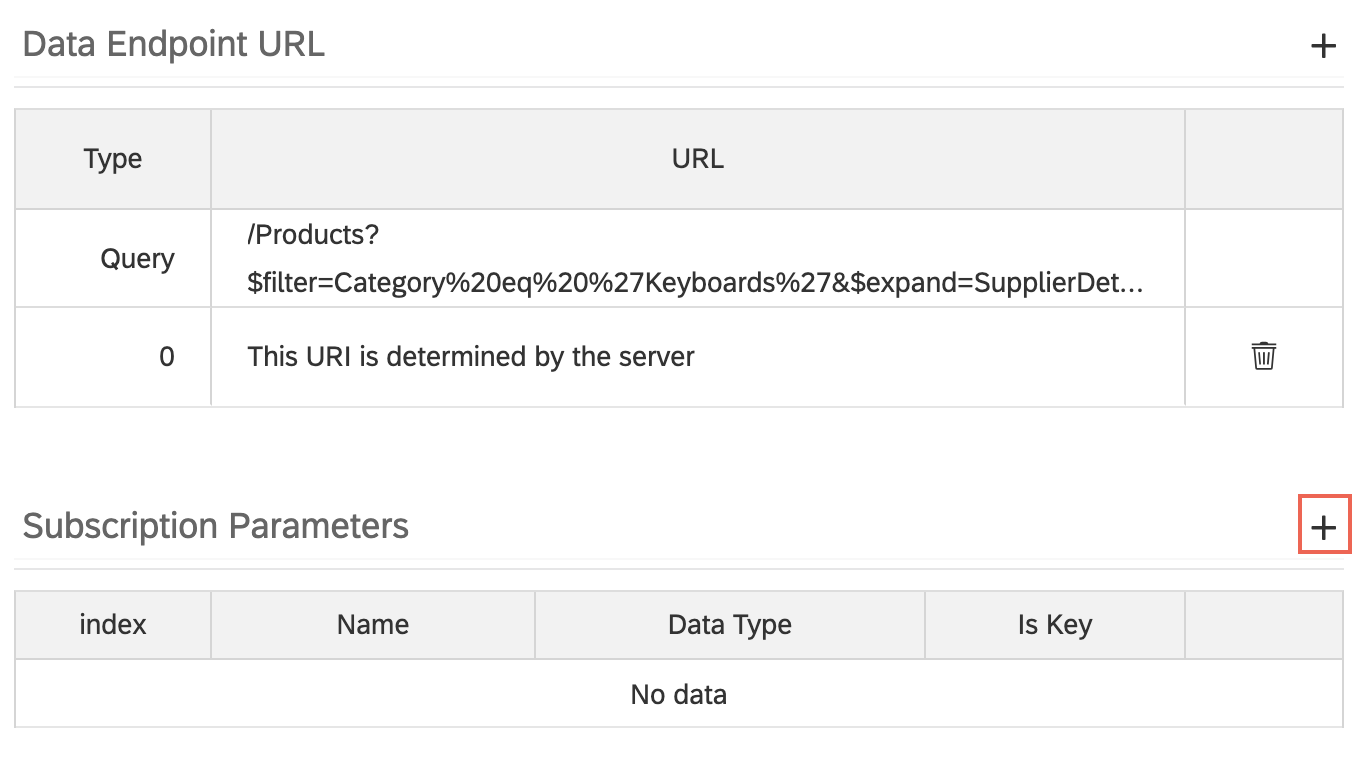 Data Endpoint URL
Type URL
Query /Products?
$filter=Category%20eq%20%27Keyboards%27&$expand=SupplierDet...
0 This URI is determined by the server
Subscription Parameters
index Name Data Type Is Key
No data